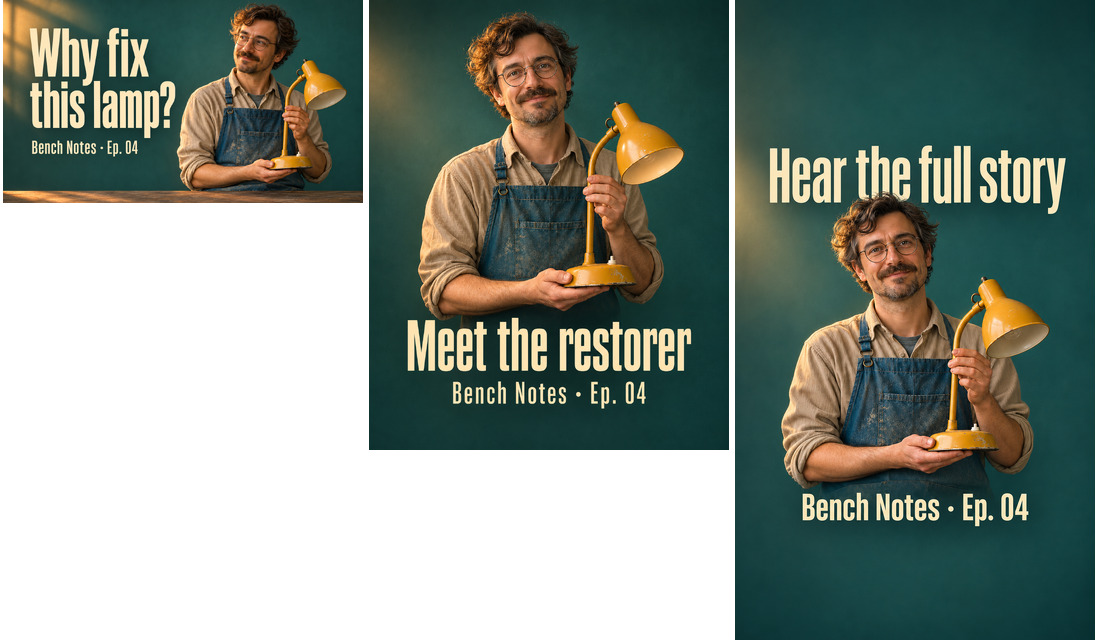 Why fix
this lamp?
Bench Notes · Ep. 04
Meet the restorer
Bench Notes · Ep. 04
Hear the full story
Bench Notes · Ep. 04